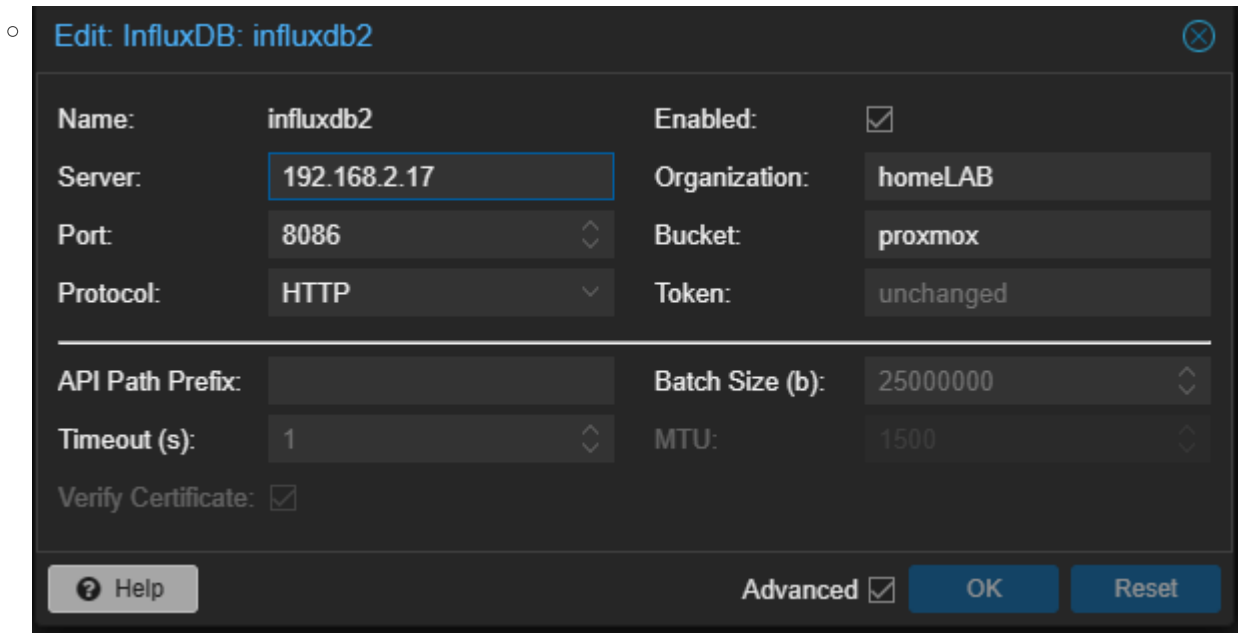 Edit: InfluxDB: influxdb2
Name: influxdb2 Enabled:
Server: 192.168.2.17 Organization: homeLAB
Port: 8086 Bucket: proxmox
Protocol: HTTP Token: unchanged
API Path Prefix: Batch Size (b): 25000000
Timeout (s): 1 MTU: 1500
Verify Certificate:
Help Advanced OK Reset